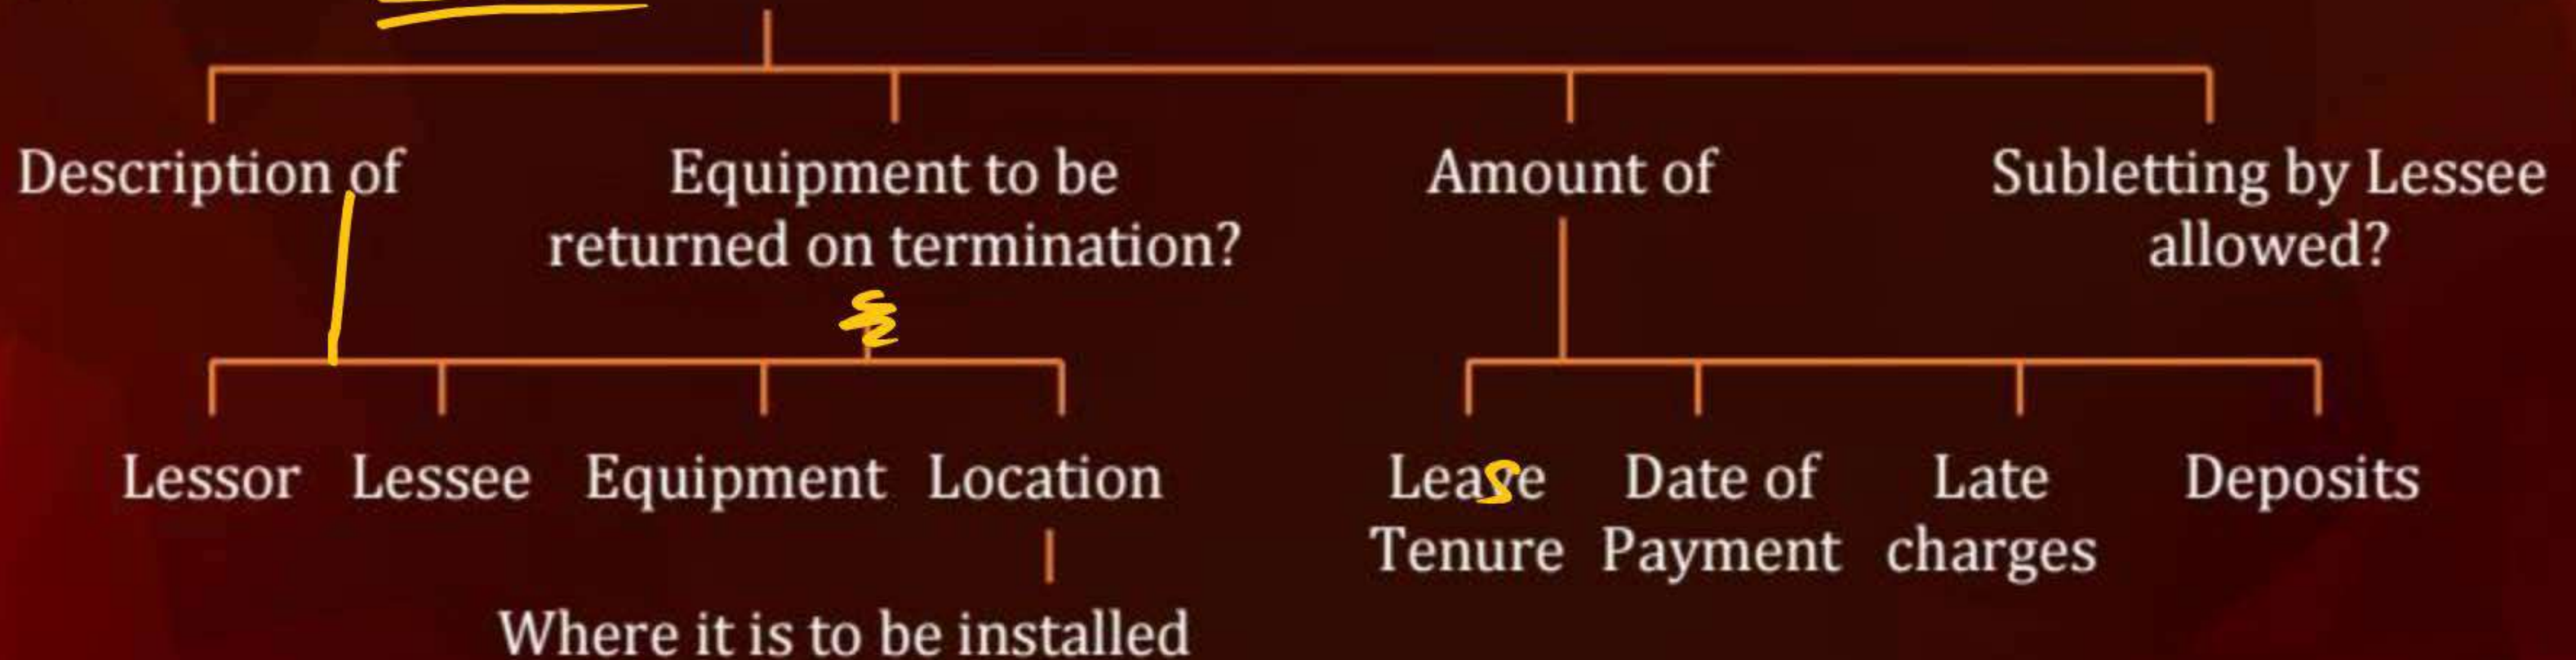 Description of
Equipment to be
returned on termination?
Amount of
Subletting by Lessee
allowed?
Lessor
Lessee
Equipment
Location
Where it is to be installed
Lease
Tenure
Date of
Payment
Late
charges
Deposits